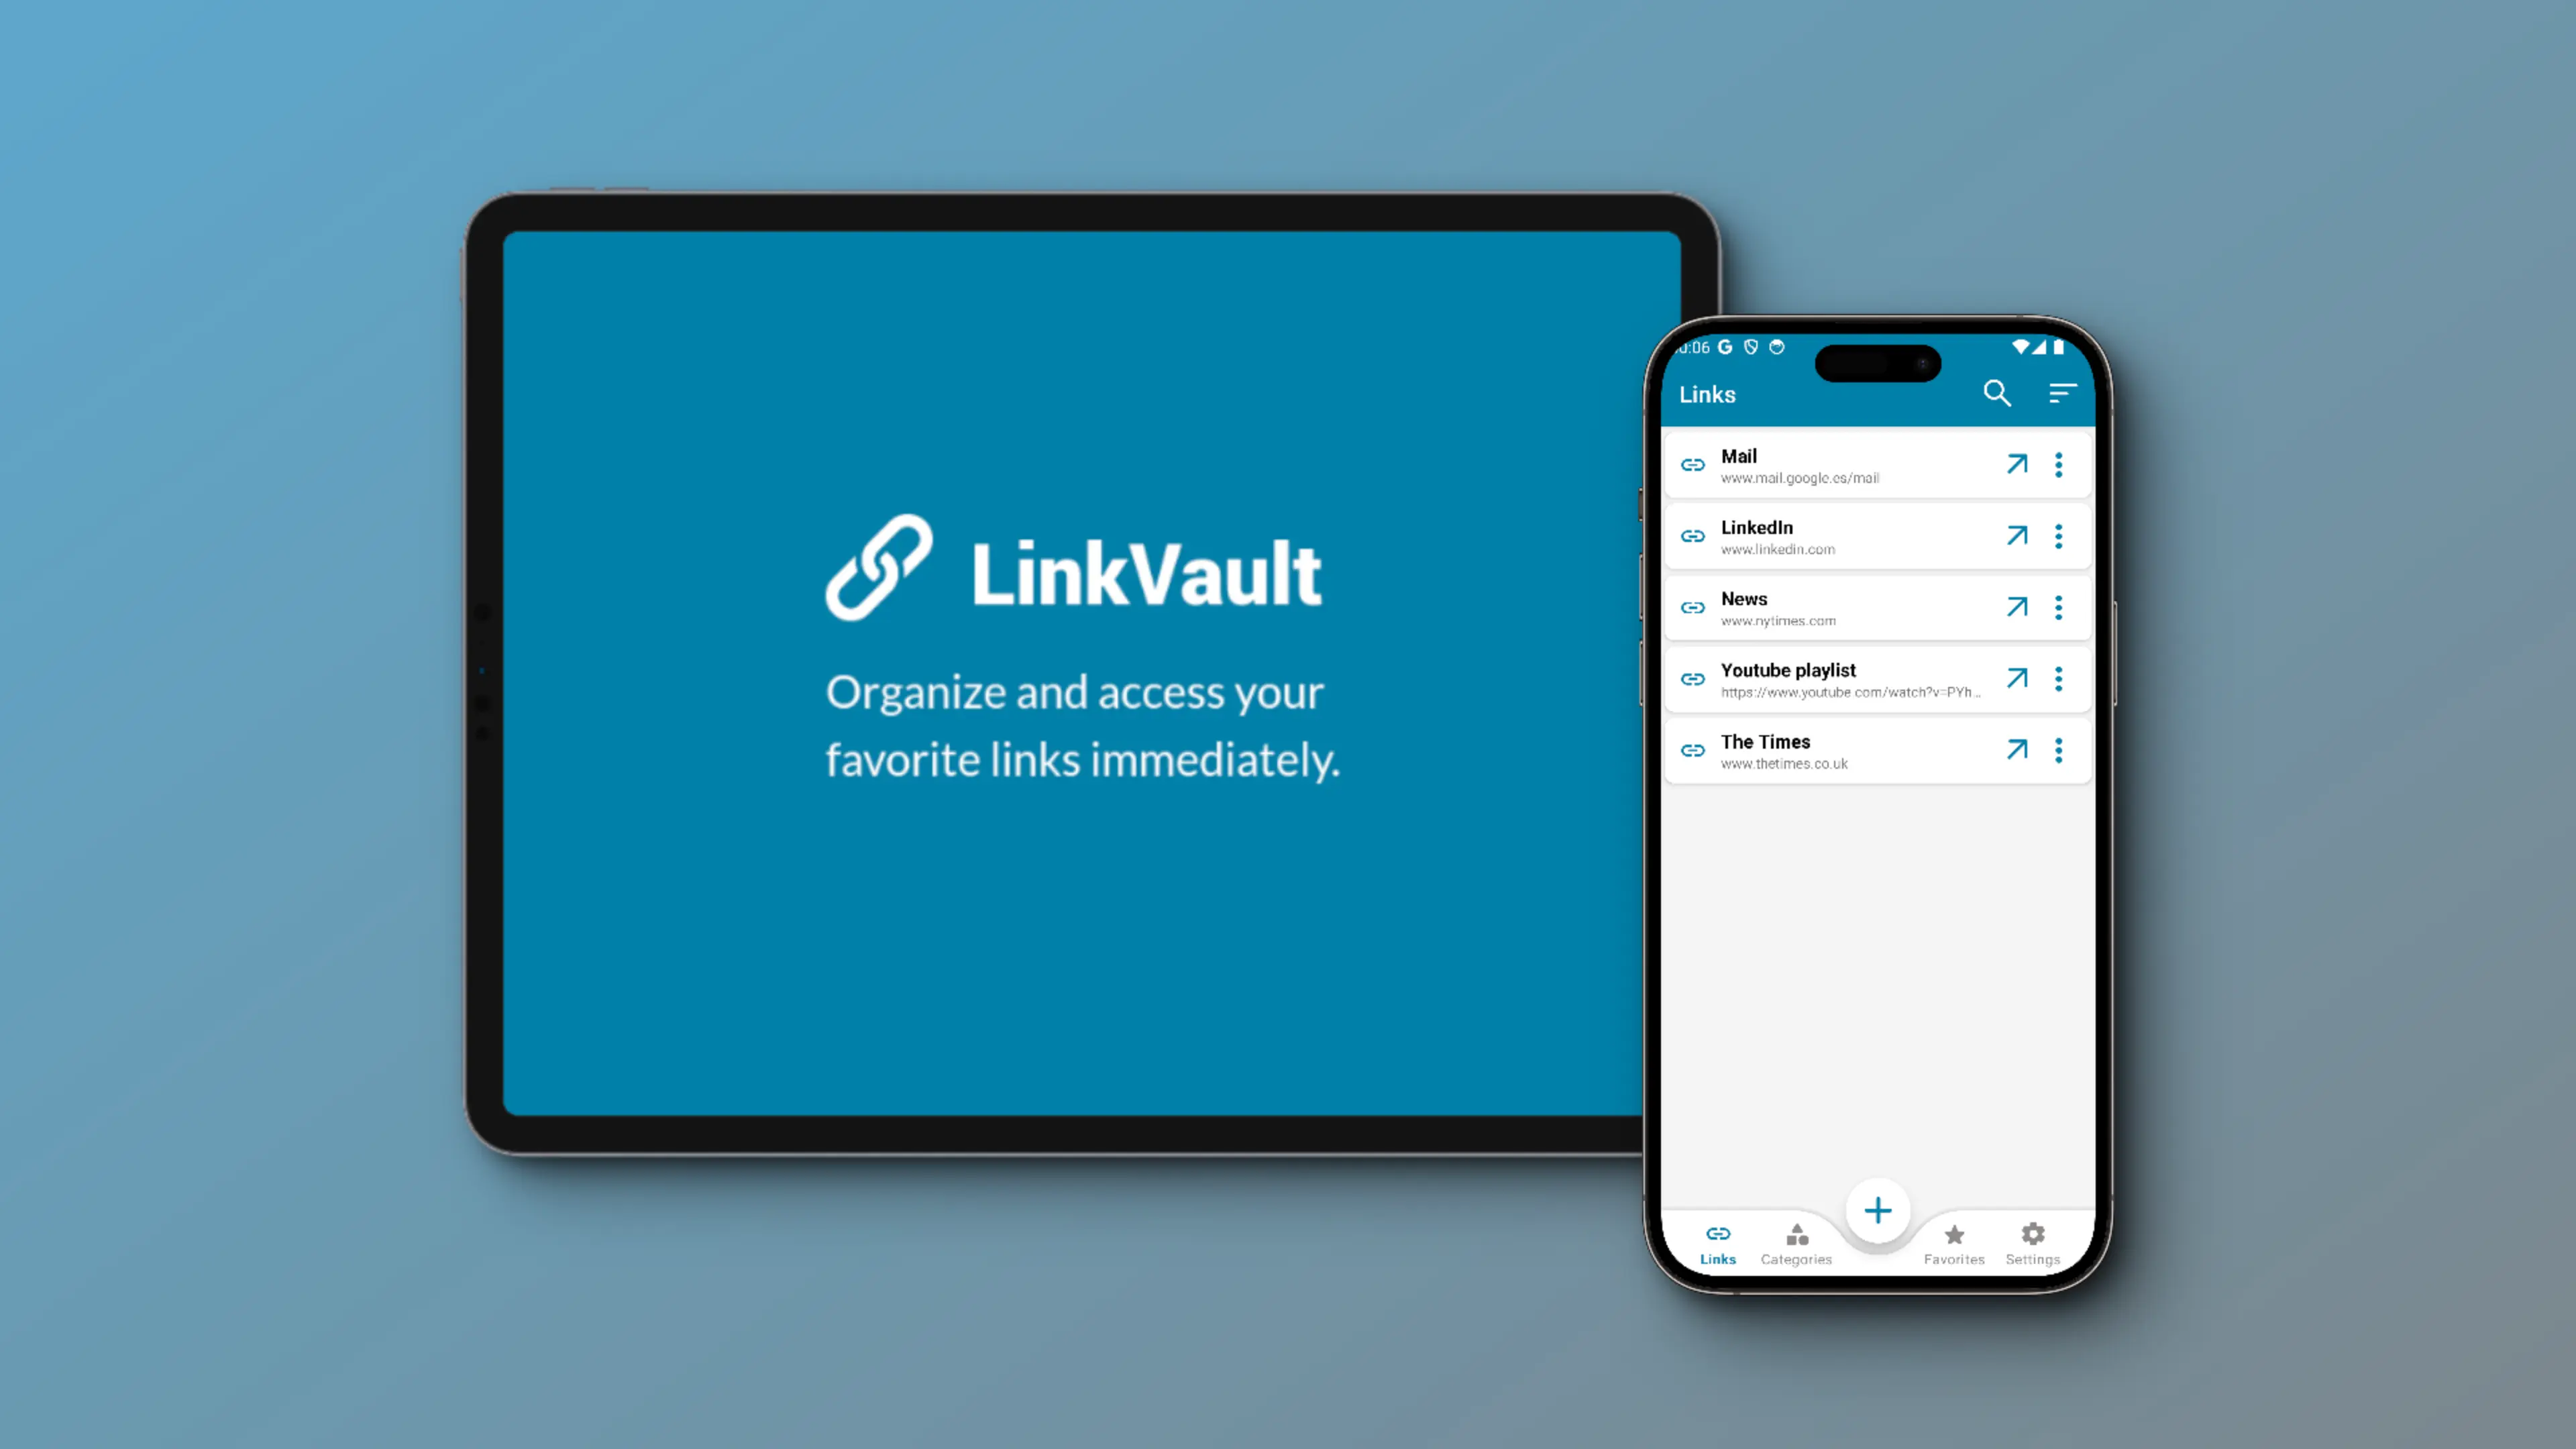 LinkVault
Organize and access your
favorite links immediately.
:06
Links
Mail
www.mail.google.es/mail
LinkedIn
www.linkedin.com
News
www.nytimes.com
Youtube playlist
https://www.youtube.com/watch?v=PYh...
The Times
www.thetimes.co.uk
Links Categories Favorites Settings